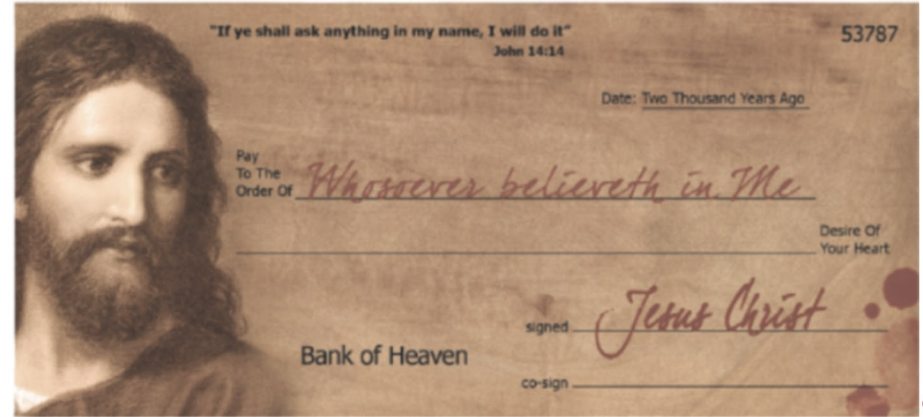 "If ye shall ask anything in my name, I will do it"
John 14:14
53787
Date: Two Thousand Years Ago
Pay
To The
Order Of Whosoever believeth in Me
Desire Of
Your Heart
signed Jesus Christ
Bank of Heaven
co-sign